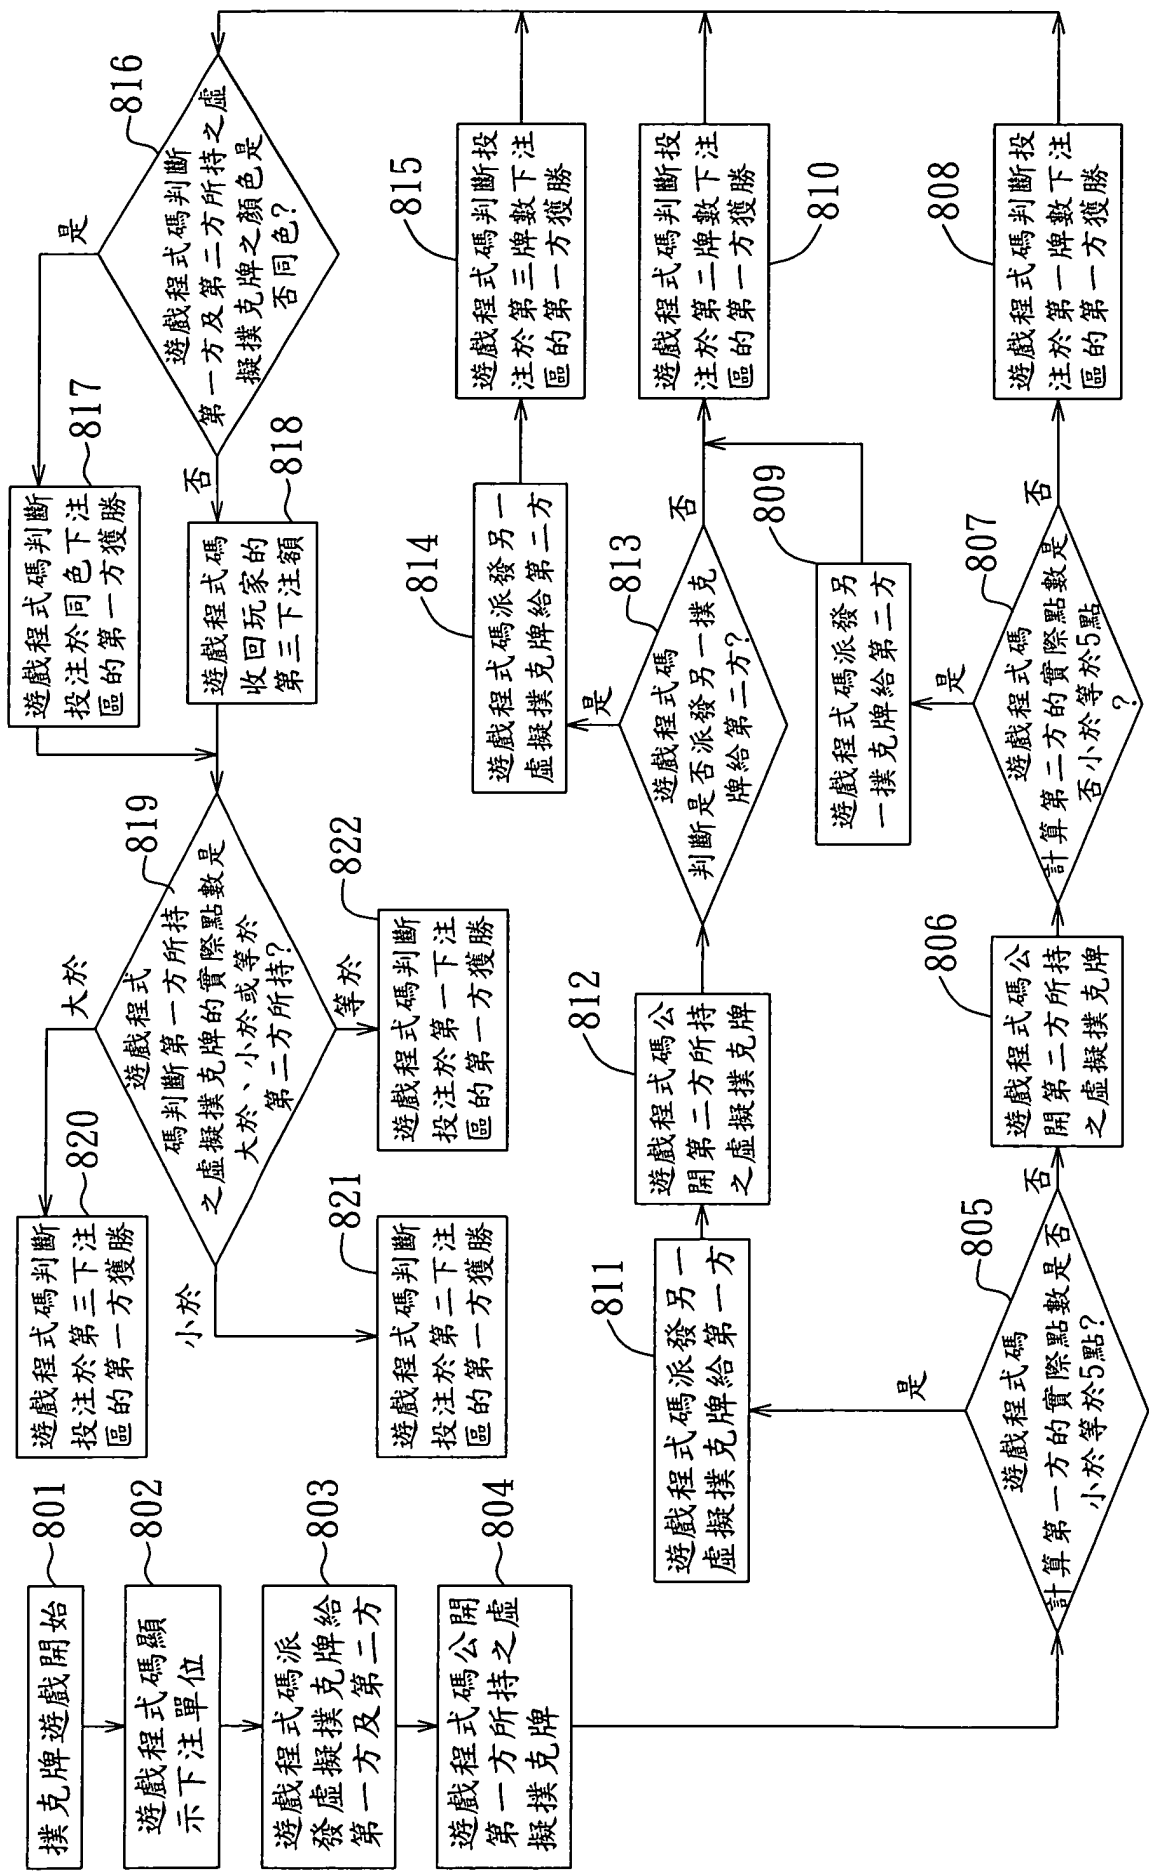 撲克牌遊戲開始
801
遊戲程式碼顯
示下注單位
802
遊戲程式碼派
發虛擬撲克牌給
第一方及第二方
803
遊戲程式碼公開
第一方所持之虛
擬撲克牌
804
遊戲程式碼
計算第一方的實際點數是否
小於等於5點?
805
是
否
遊戲程式碼公
開第二方所持
之虛擬撲克牌
806
遊戲程式碼
計算第二方的實際點數是
否小於等於5點
?
807
是
否
遊戲程式碼判斷投
注於第一牌數下注
區的第一方獲勝
808
遊戲程式碼派發另
一撲克牌給第二方
809
遊戲程式碼判斷投
注於第二牌數下注
區的第一方獲勝
810
遊戲程式碼派發另一
虛擬撲克牌給第一方
811
遊戲程式碼公
開第二方所持
之虛擬撲克牌
812
遊戲程式碼
判斷是否派發另一撲克
牌給第二方?
813
是
否
遊戲程式碼派發另一
虛擬撲克牌給第二方
814
遊戲程式碼判斷投
注於第三牌數下注
區的第一方獲勝
815
遊戲程式碼判斷
第一方及第二方所持之虛
擬撲克牌之顏色是
否同色?
816
是
否
遊戲程式碼判斷
投注於同色下注
區的第一方獲勝
817
遊戲程式碼
收回玩家的
第三下注額
818
遊戲程式
碼判斷第一方所持
之虛擬撲克牌的實際點數是
大於、小於或等於
第二方所持?
819
大於
小於
等於
遊戲程式碼判斷
投注於第三下注
區的第一方獲勝
820
遊戲程式碼判斷
投注於第二下注
區的第一方獲勝
821
遊戲程式碼判斷
投注於第一下注
區的第一方獲勝
822